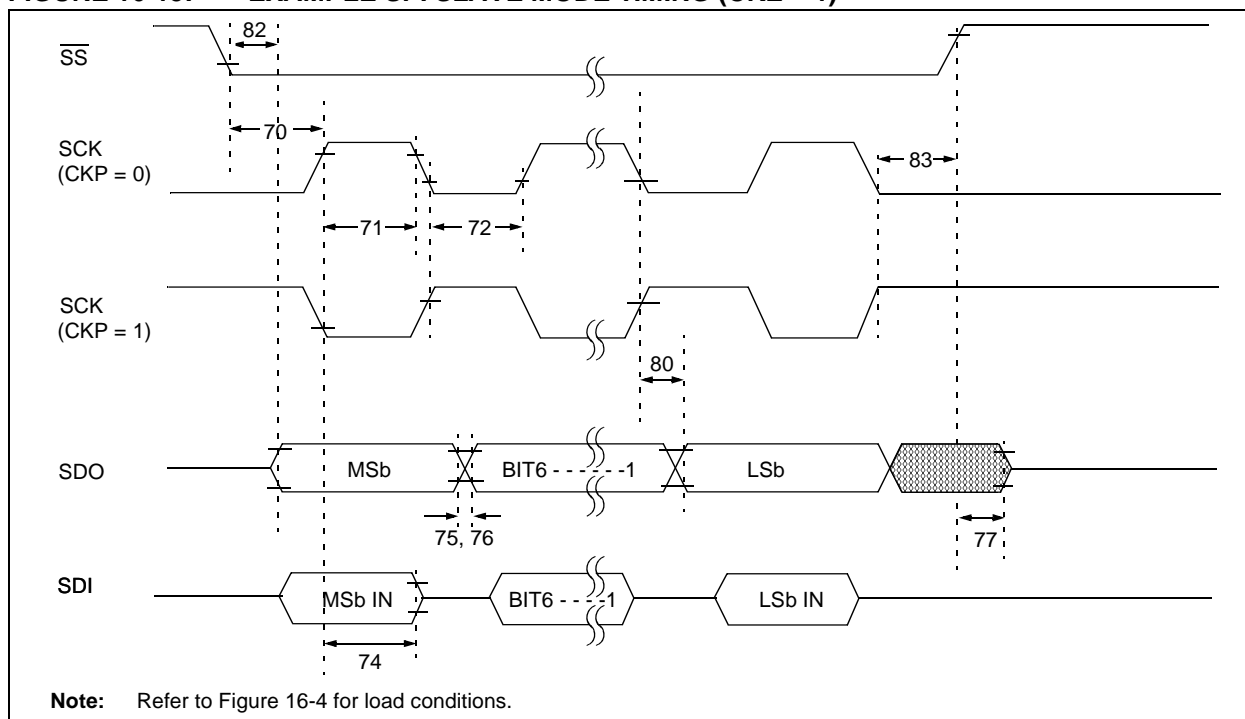 FIGURE EXAMPLE SPI SLAVE MODE TIMING (CKE = 1)
SS
82
70
SCK
(CKP = 0)
83
71
72
SCK
(CKP = 1)
80
SDO
MSb
BIT6 - - - - - -1
LSb
75, 76
77
SDI
MSb IN
BIT6 - - - -1
LSb IN
74
Note: Refer to Figure 16-4 for load conditions.